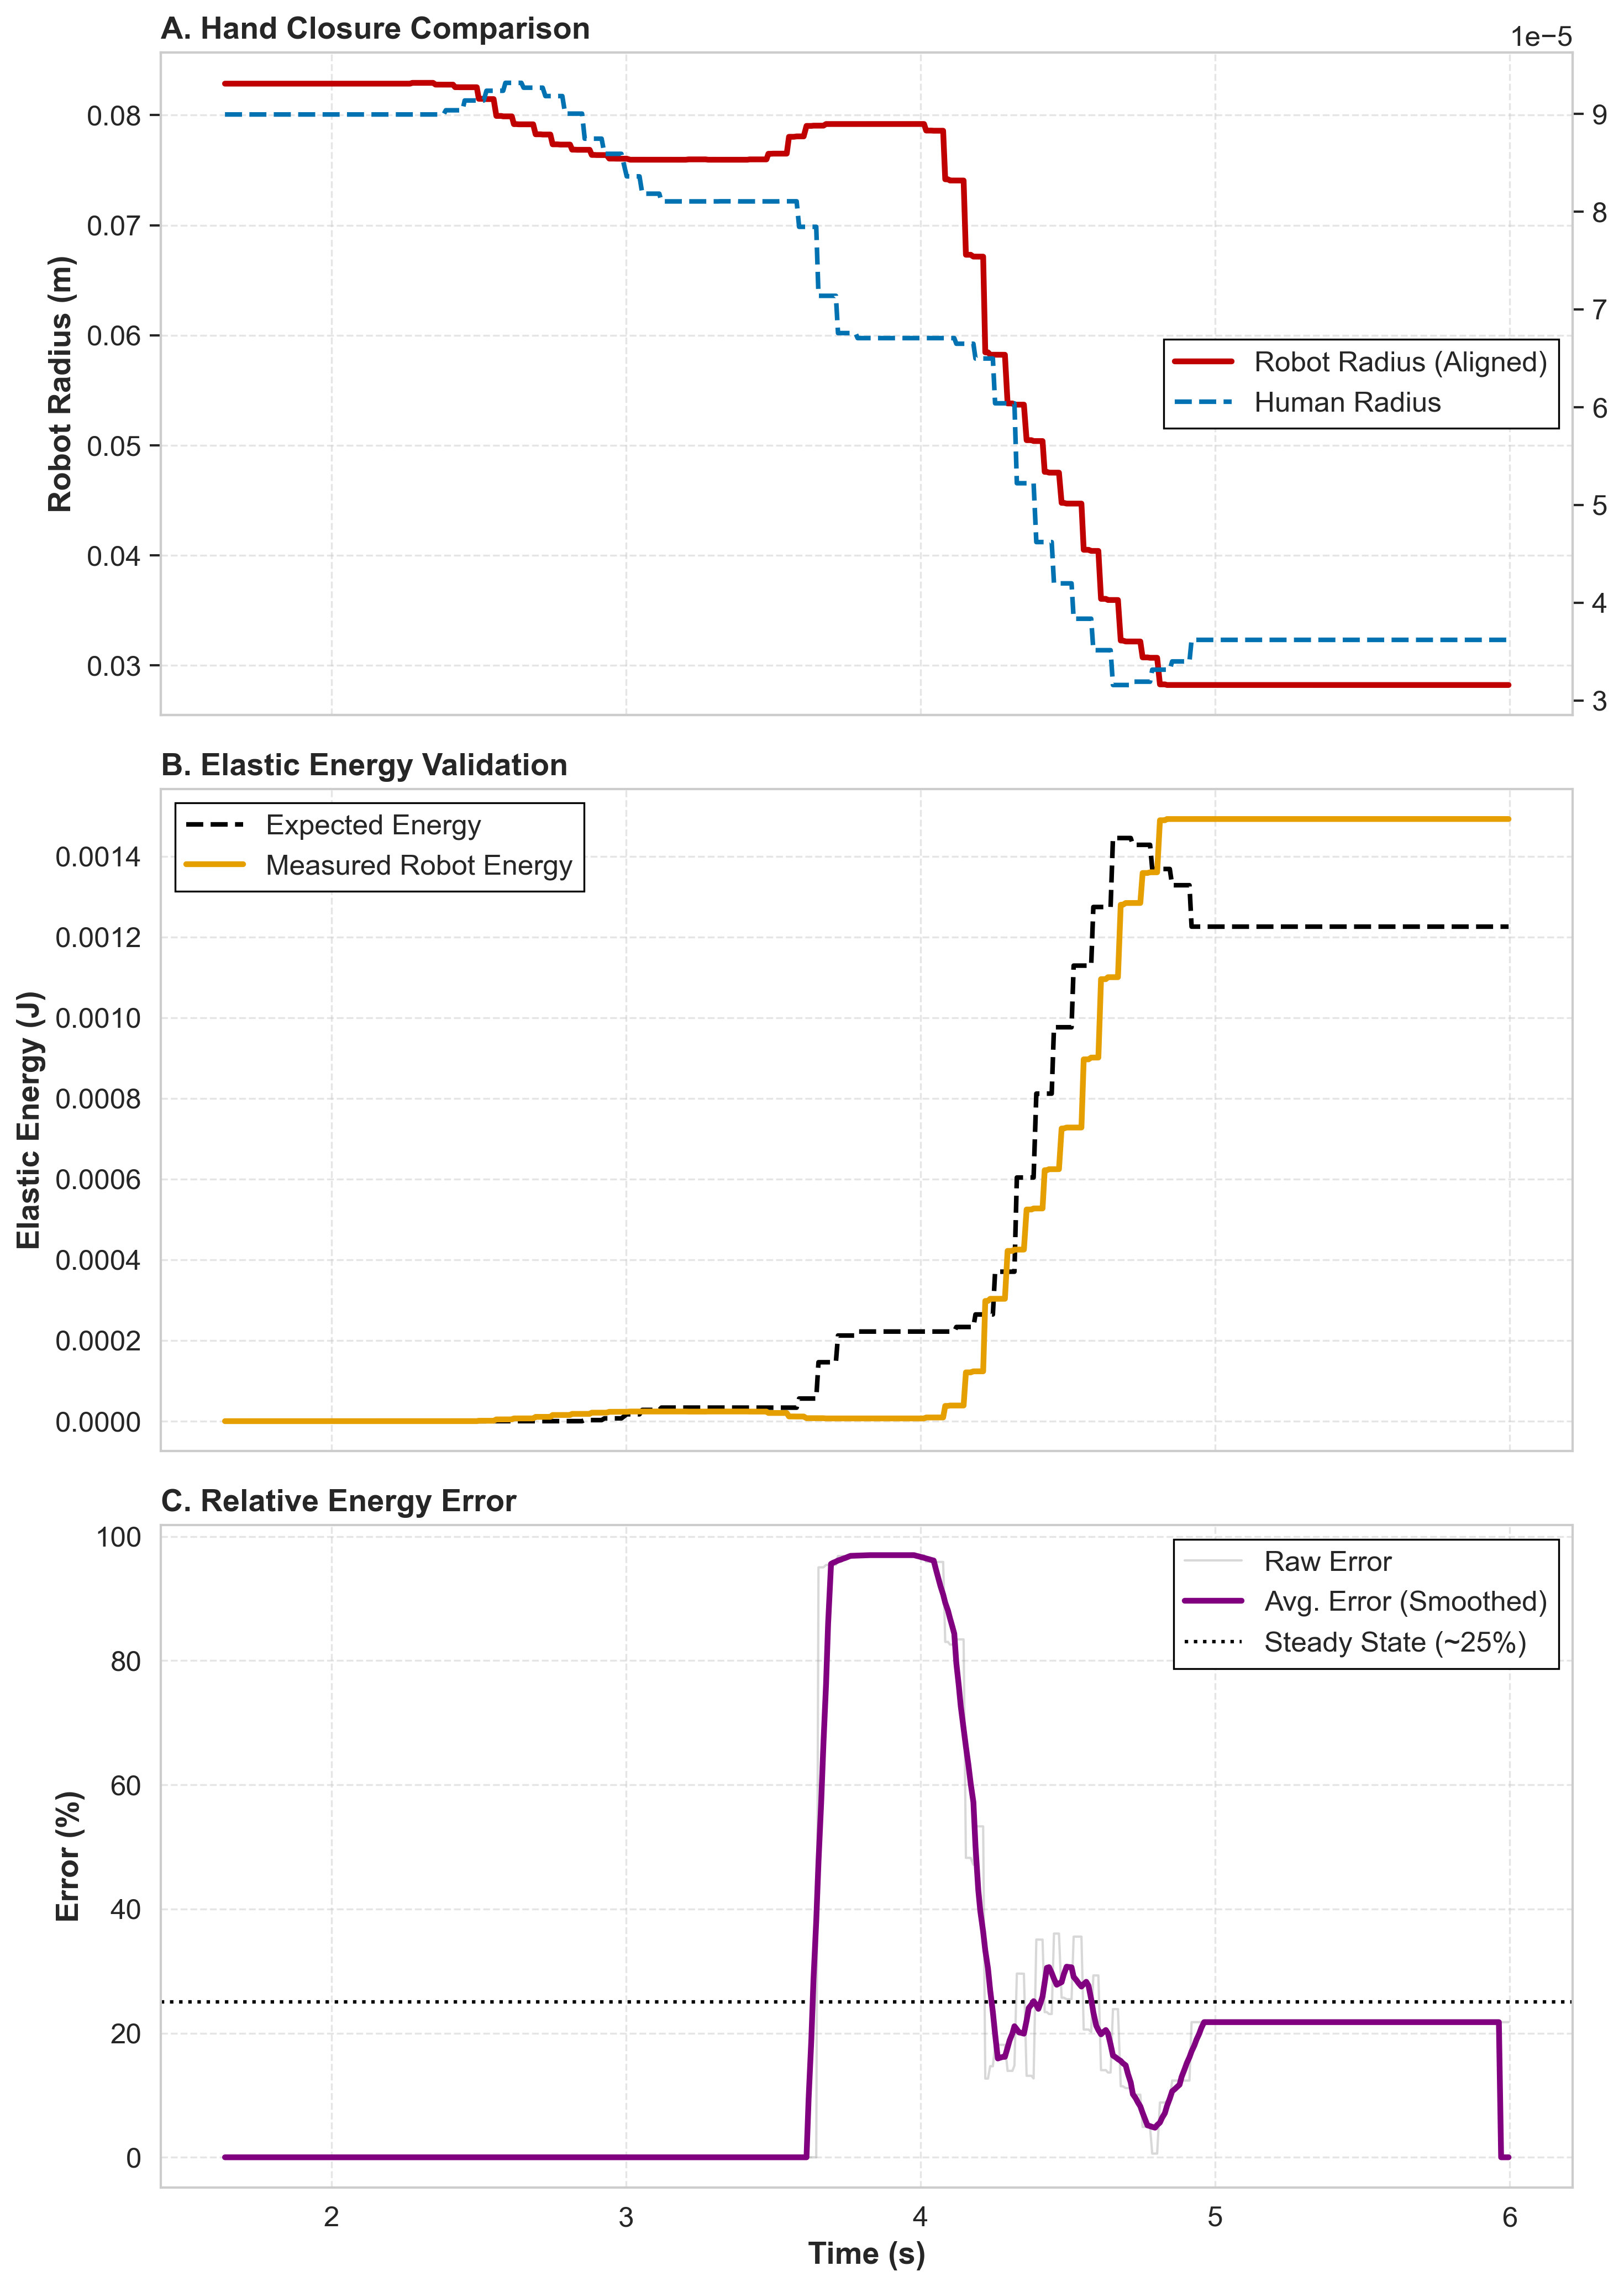 A. Hand Closure Comparison
1e−5
0.08
0.07
0.06
0.05
0.04
0.03
Robot Radius (m)
9
8
7
6
5
4
3
Robot Radius (Aligned)
Human Radius
B. Elastic Energy Validation
Expected Energy
Measured Robot Energy
0.0014
0.0012
0.0010
0.0008
0.0006
0.0004
0.0002
0.0000
Elastic Energy (J)
C. Relative Energy Error
Raw Error
Avg. Error (Smoothed)
Steady State (~25%)
100
80
60
40
20
0
Error (%)
2
3
4
5
6
Time (s)